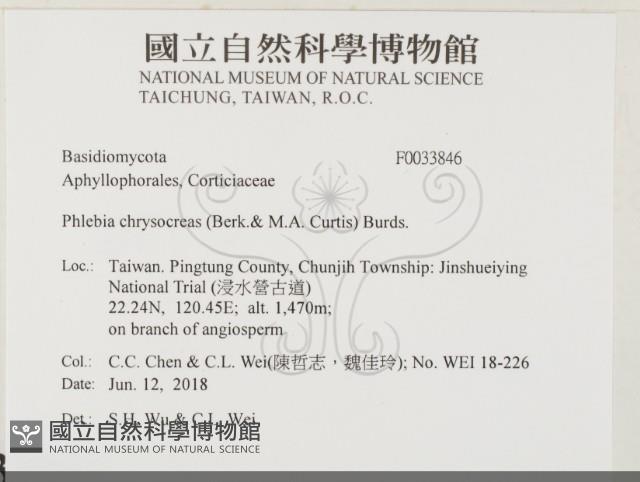 國立自然科學博物館
NATIONAL MUSEUM OF NATURAL SCIENCE
TAICHUNG, TAIWAN, R.O.C.
Basidiomycota F0033846
Aphyllophorales, Corticiaceae
Phlebia chrysocreas (Berk.& M.A. Curtis) Burds.
Loc.: Taiwan. Pingtung County, Chunjih Township: Jinshueiying
National Trial (浸水營古道)
22.24N, 120.45E; alt. 1,470m;
on branch of angiosperm
Col.: C.C. Chen & C.L. Wei(陳哲志，魏佳玲); No. WEI 18-226
Date: Jun. 12, 2018
Det.: S.H. Wu & C.L. Wei
國立自然科學博物館
NATIONAL MUSEUM OF NATURAL SCIENCE